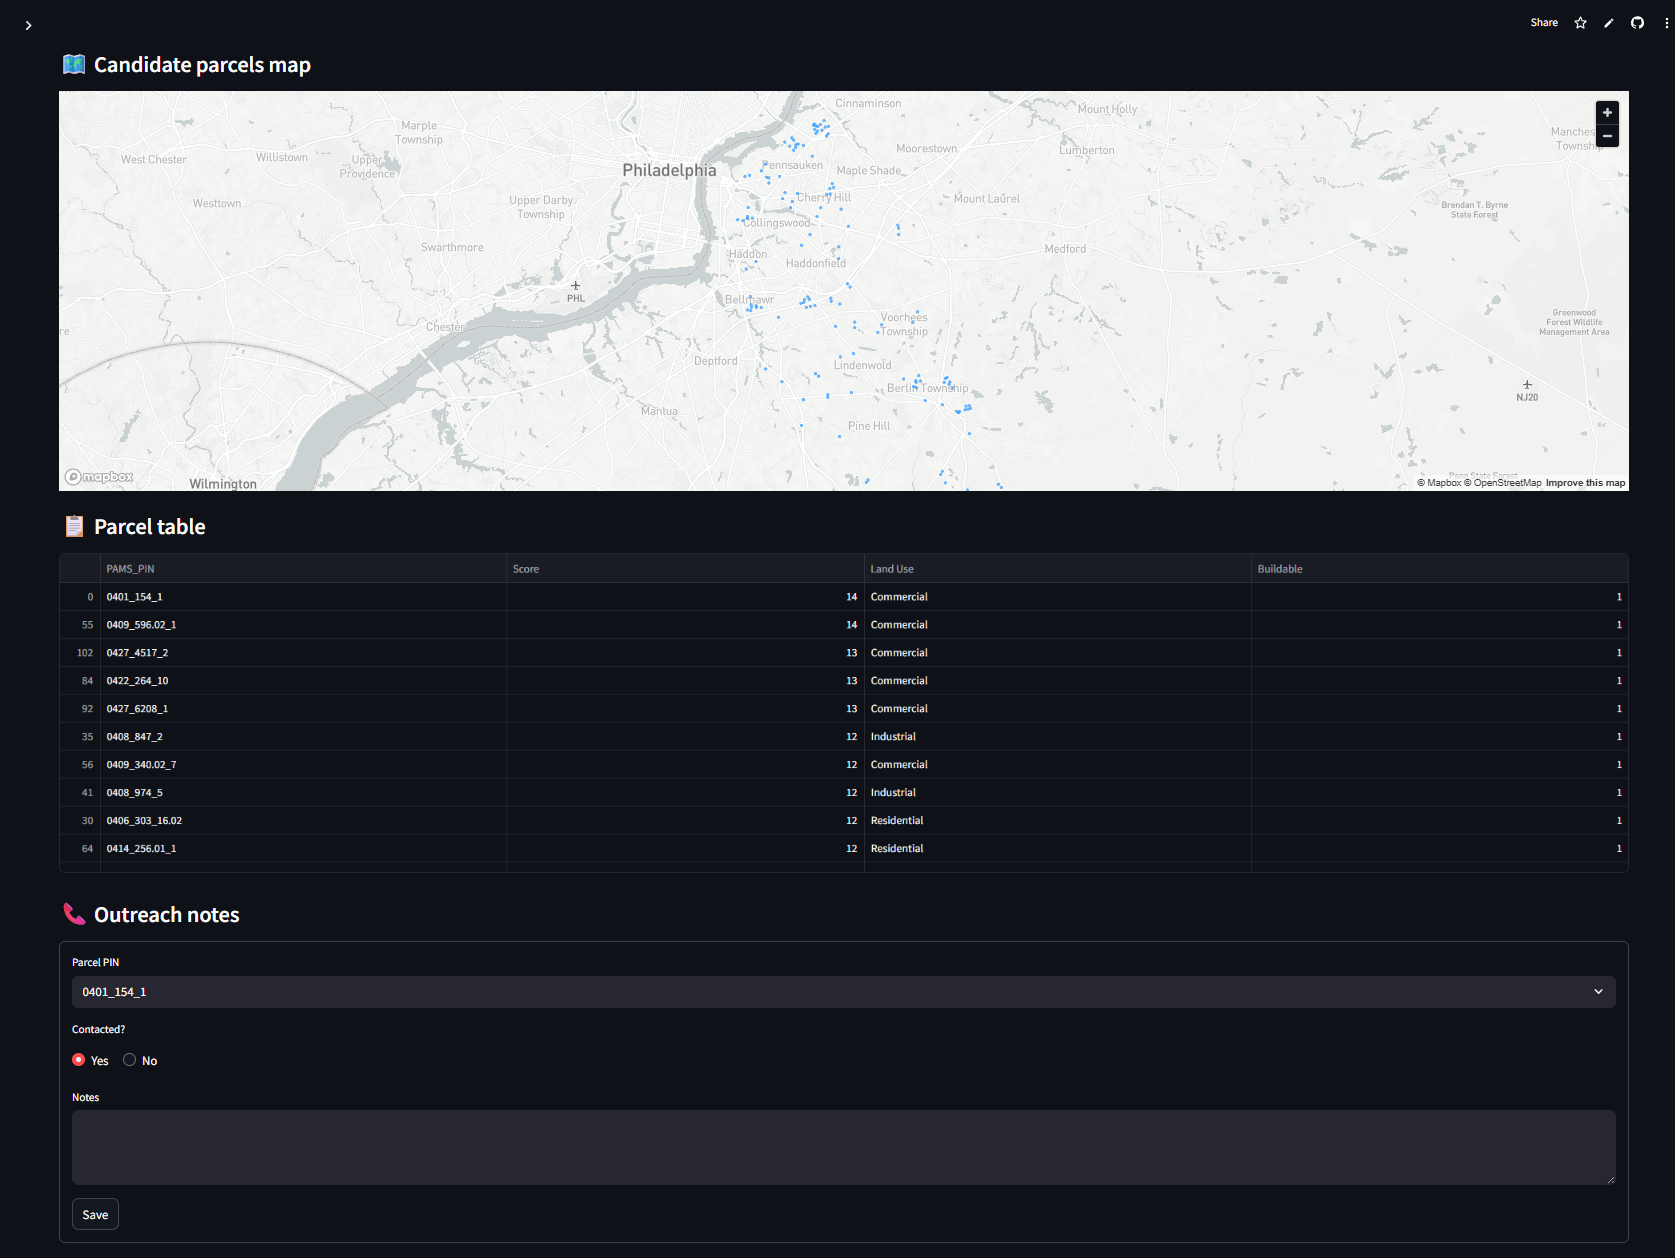 Share
Candidate parcels map
Cinnaminson
Mount Holly
Marple
Township
Manches
Township
West Chester
Willistown
Upper
Providence
Philadelphia
Pennsauken
Moorestown
Lumberton
Maple Shade
Westtown
Upper Darby
Township
Cherry Hill
Mount Laurel
Brendan T. Byrne
State Forest
Collingswood
Swarthmore
Haddon
Haddonfield
Medford
PHL
Bellmawr
Chester
re
Voorhees
Township
Greenwood
Forest Wildlife
Management Area
Deptford
Lindenwold
Berlin Township
NJ20
Mantua
Pine Hill
mapbox
Wilmington
Penn State Forest
© Mapbox © OpenStreetMap Improve this map
Parcel table
PAMS_PIN Score Land Use Buildable
0 0401_154_1 14 Commercial 1
55 0409_596.02_1 14 Commercial 1
102 0427_4517_2 13 Commercial 1
84 0422_264_10 13 Commercial 1
92 0427_6208_1 13 Commercial 1
35 0408_847_2 12 Industrial 1
56 0409_340.02_7 12 Commercial 1
41 0408_974_5 12 Industrial 1
30 0406_303_16.02 12 Residential 1
64 0414_256.01_1 12 Residential 1
Outreach notes
Parcel PIN
0401_154_1
Contacted?
Yes No
Notes
Save